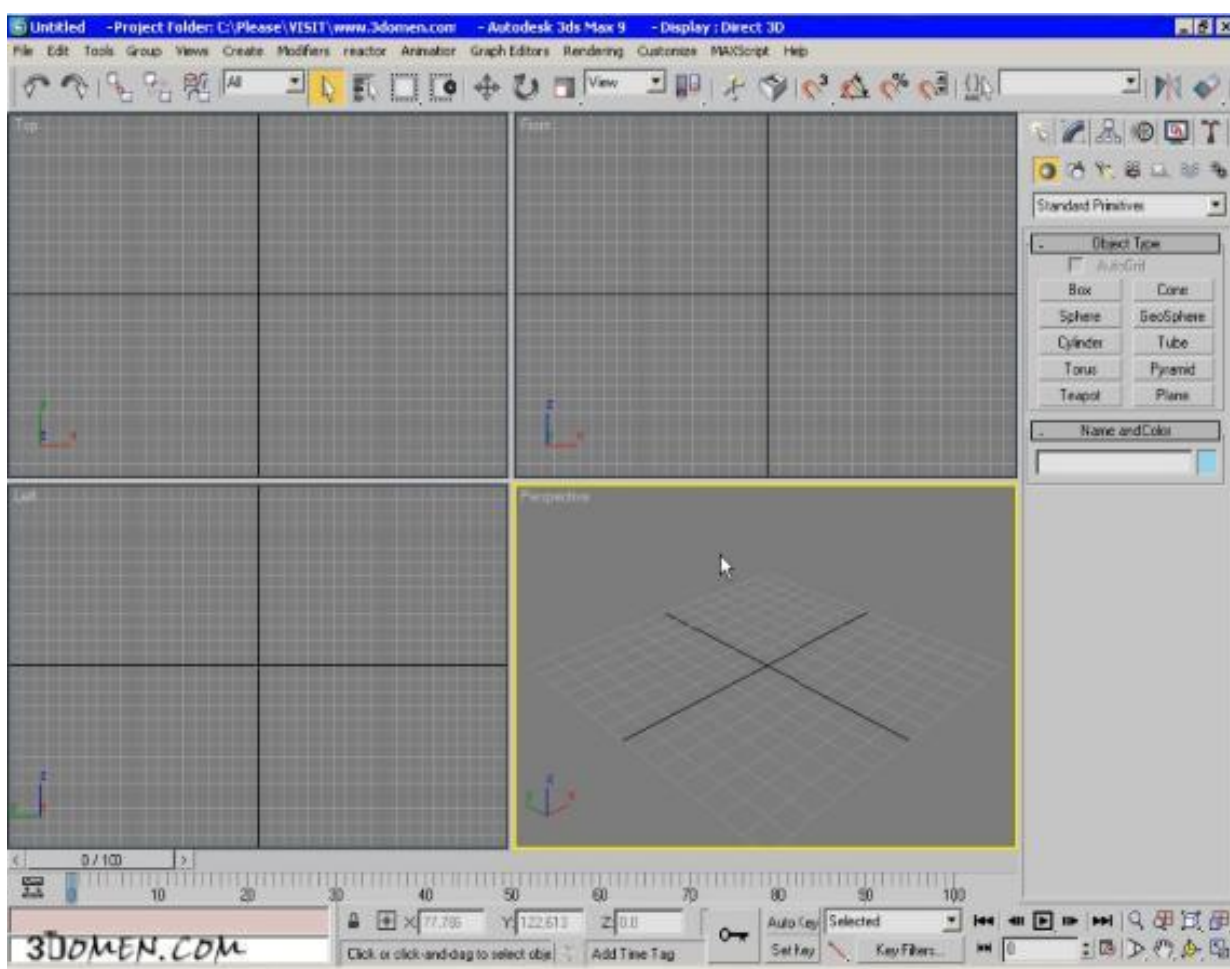 Untitled - Project Folder: C:\Please\VISIT\www.3domen.com - Autodesk 3ds Max 9 - Display : Direct 3D
File Edit Tools Group Views Create Modifiers reactor Animation Graph Editors Rendering Customize MAXScript Help
All View
Top Front
Standard Primitives
- Object Type
AutoGrid
Box Cone
Sphere GeoSphere
Cylinder Tube
Torus Pyramid
Teapot Plane
- Name and Color
Left Perspective
< 0 / 100 >
0 10 20 30 40 50 60 70 80 90 100
X 77.786 Y 122.613 Z 0.0 Auto Key Selected
3DOMEN.COM Click or click-and-drag to select obje Add Time Tag Set Key Key Filters... 0